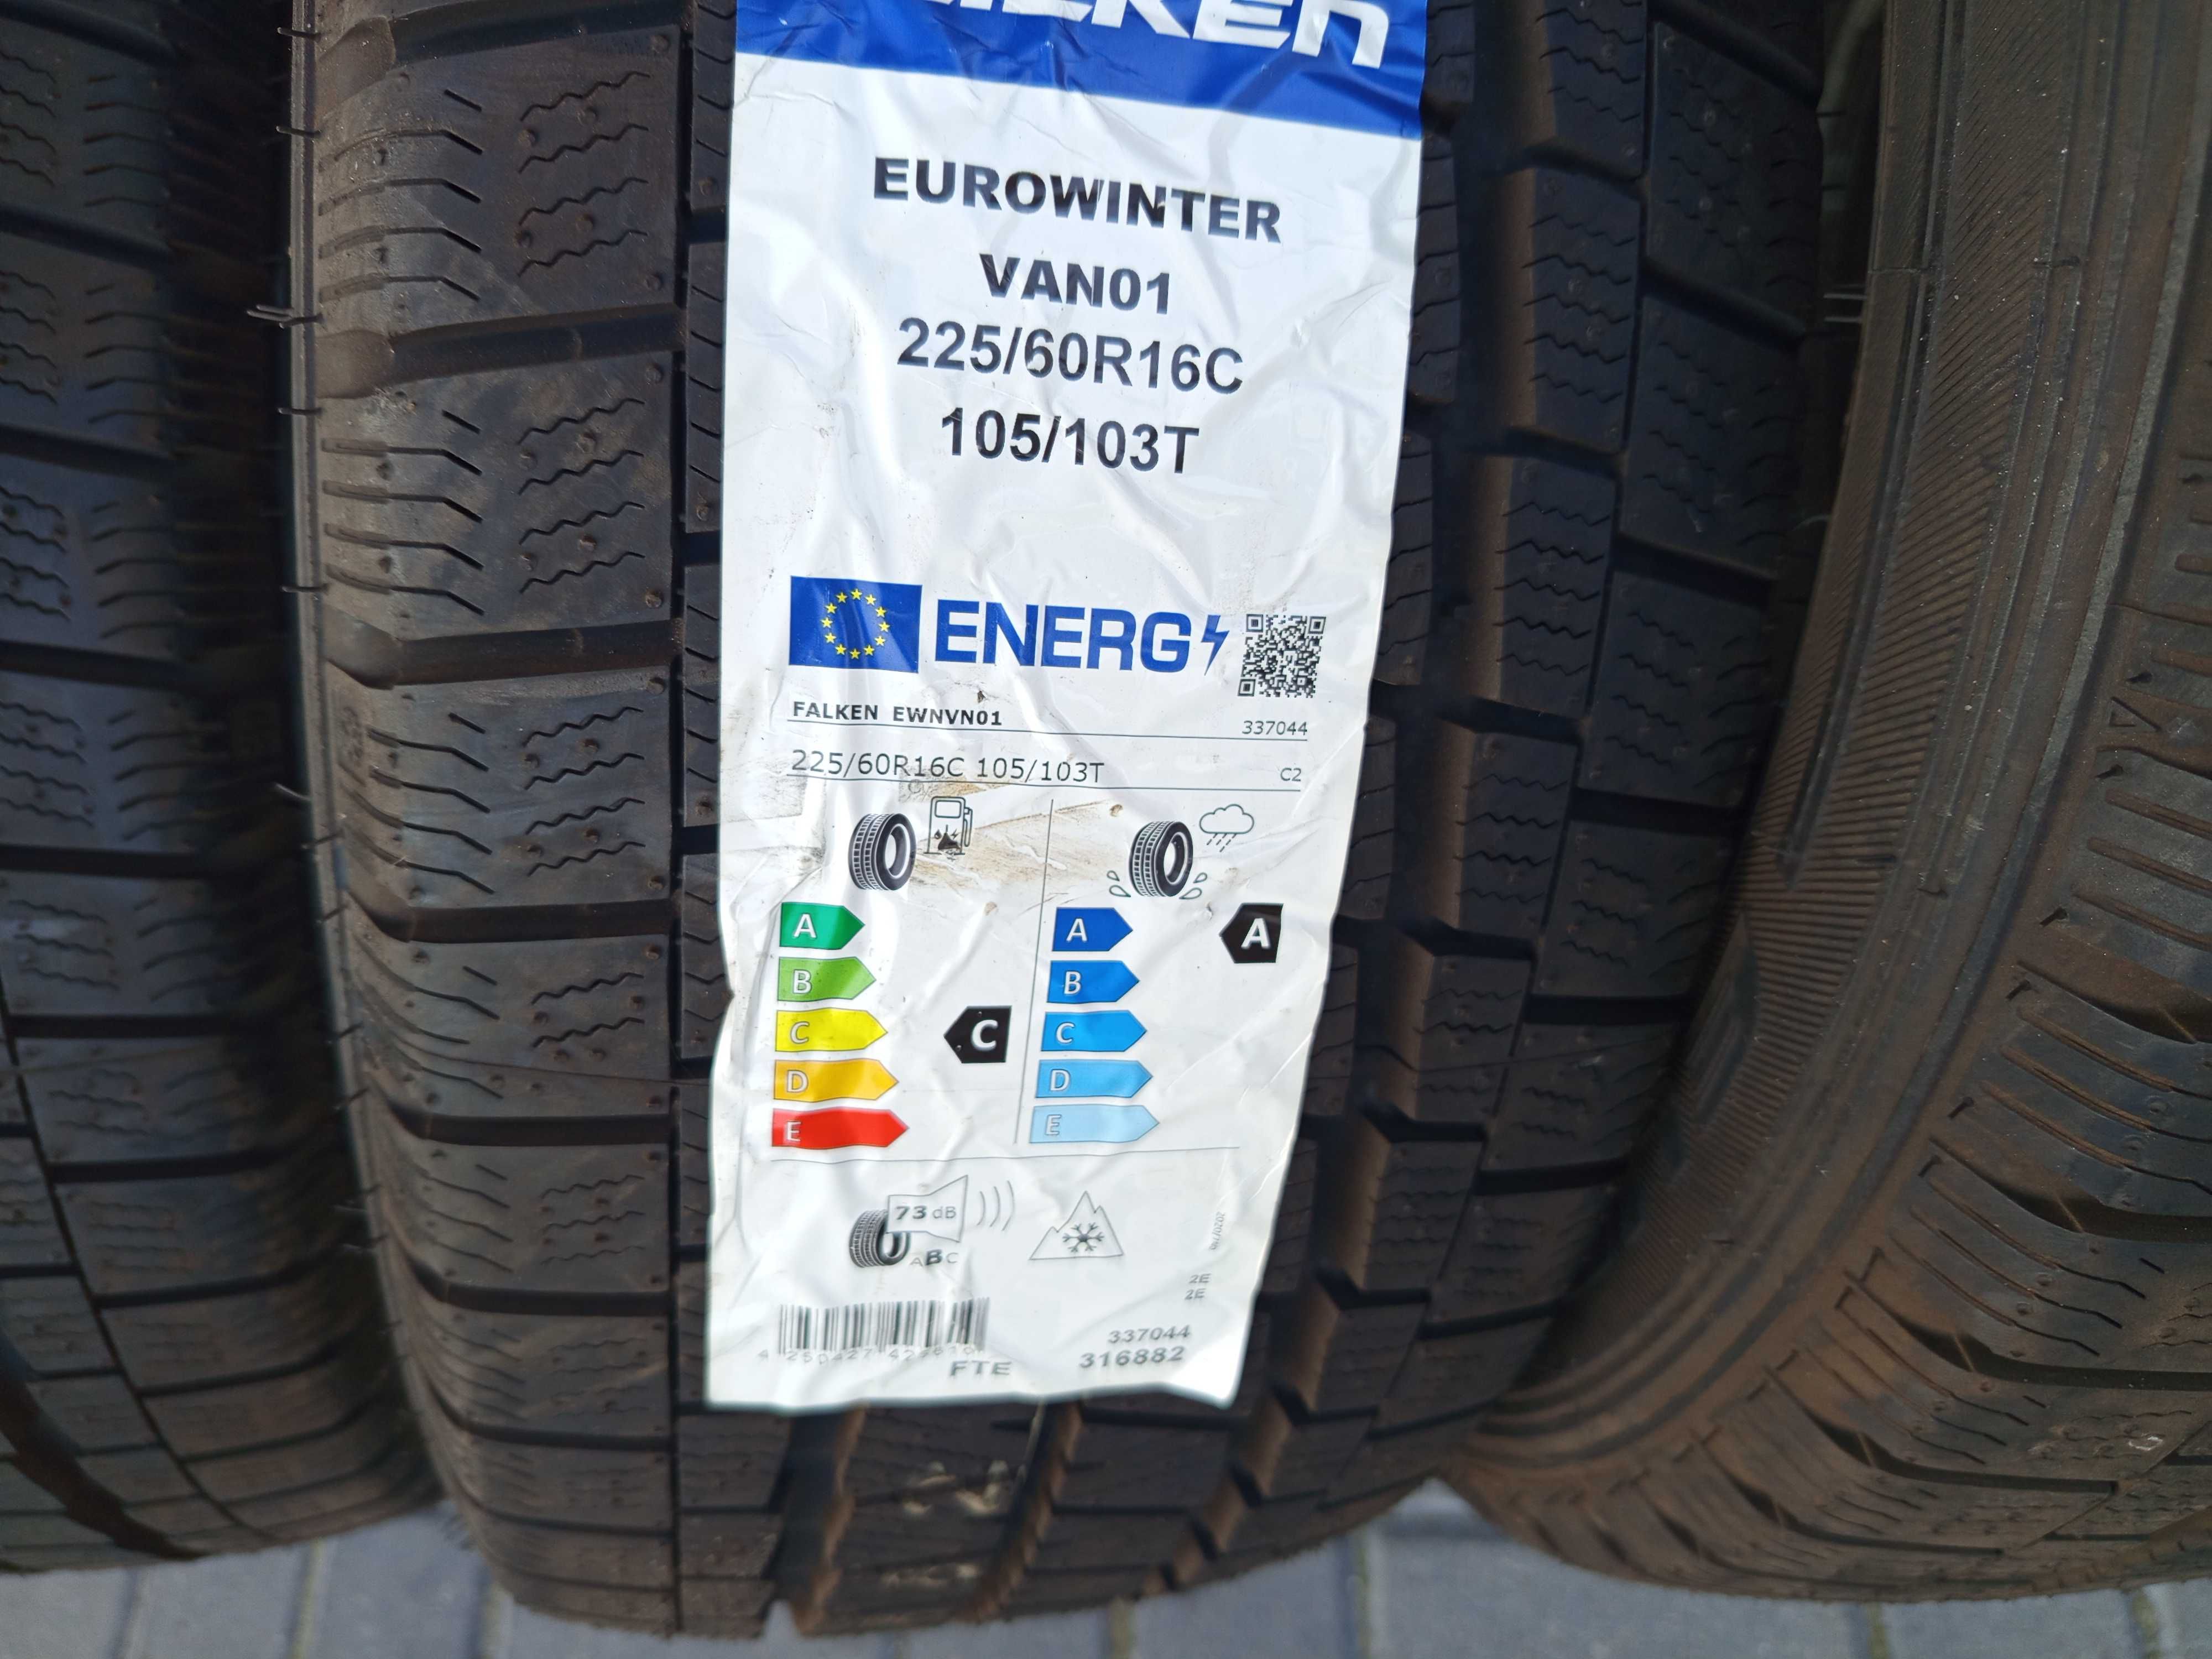 FALKEN
EUROWINTER
VAN01
225/60R16C
105/103T
ENERG
FALKEN EWNVN01
337044
225/60R16C 105/103T
C2
A
A
A
B
B
C
C
C
D
D
E
E
73 dB
ABC
2E
2E
337044
316882
FTE